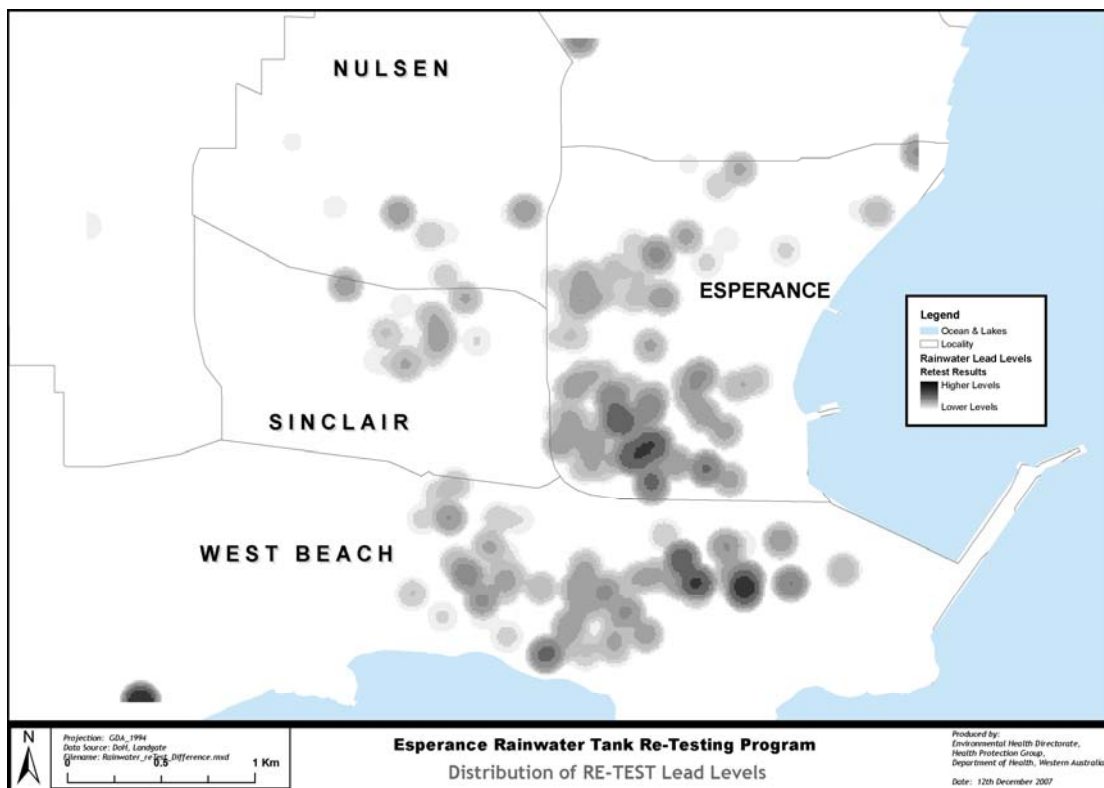 NULSEN
ESPERANCE
Legend
Ocean & Lakes
Locality
Rainwater Lead Levels
Retest Results
Higher Levels
Lower Levels
SINCLAIR
WEST BEACH
N
Projection: GDA_1994
Data Source: DoH, Landgate
Filename: Rainwater_reTest_Difference.mxd
0 0.5 1 Km
Esperance Rainwater Tank Re-Testing Program
Distribution of RE-TEST Lead Levels
Produced by:
Environmental Health Directorate,
Health Protection Group,
Department of Health, Western Australia
Date: 12th December 2007